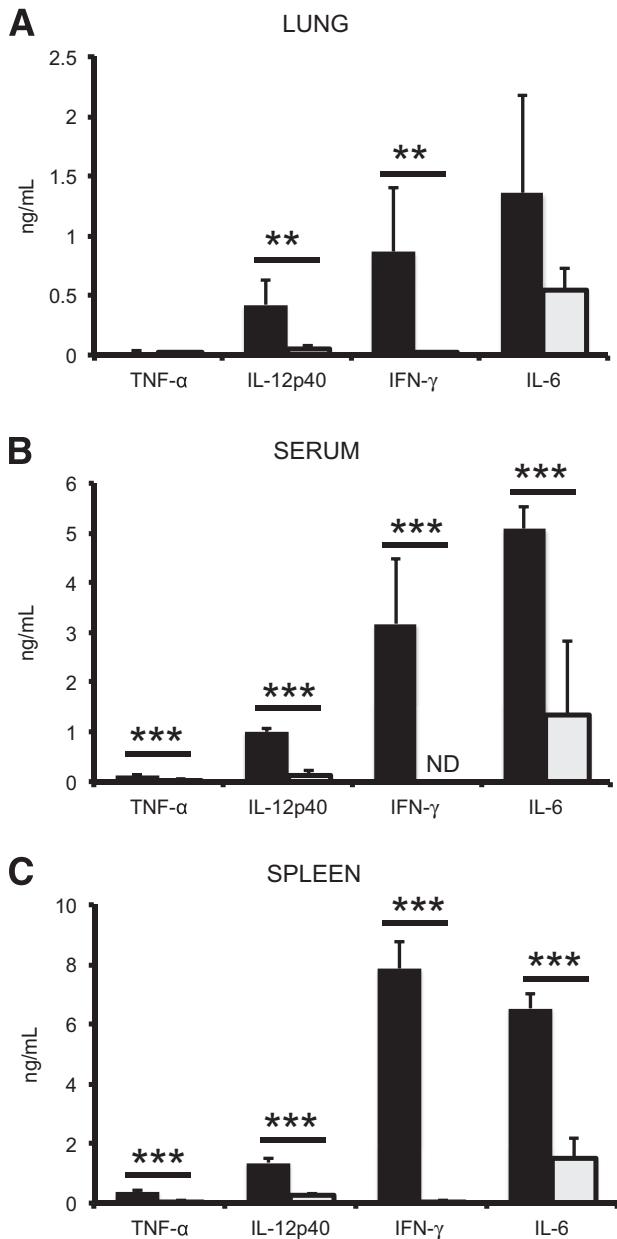 A
LUNG
2.5
2
1.5
1
0.5
0
ng/mL
**
**
TNF-α IL-12p40 IFN-γ IL-6
B
SERUM
6
5
4
3
2
1
0
ng/mL
***
***
***
***
ND
TNF-α IL-12p40 IFN-γ IL-6
C
SPLEEN
10
8
6
4
2
0
ng/mL
***
***
***
***
TNF-α IL-12p40 IFN-γ IL-6